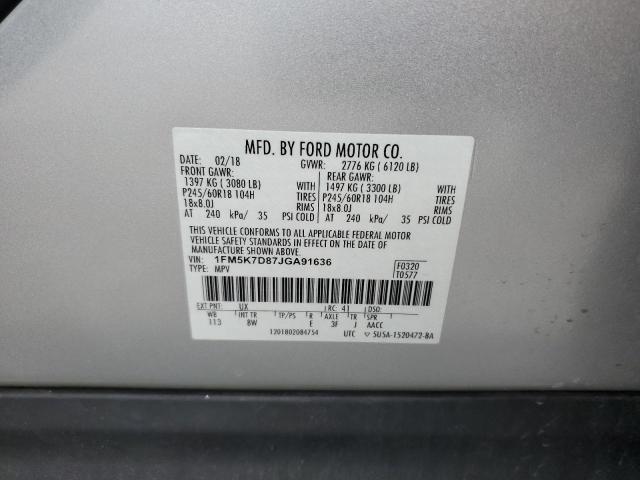 MFD. BY FORD MOTOR CO.
DATE: 02/18 GVWR: 2776 KG ( 6120 LB)
FRONT GAWR: REAR GAWR:
1397 KG ( 3080 LB) 1497 KG ( 3300 LB)
P245/60R18 104H TIRES P245/60R18 104H TIRES
18x8.0J RIMS 18x8.0J RIMS
AT 240 kPa/ 35 PSI COLD AT 240 kPa/ 35 PSI COLD
THIS VEHICLE CONFORMS TO ALL APPLICABLE FEDERAL MOTOR
VEHICLE SAFETY STANDARDS IN EFFECT ON THE DATE OF
MANUFACTURE SHOWN ABOVE.
VIN: 1FM5K7D87JGA91636 F0320
TYPE: MPV T0577
EXT PNT: UX RC: 41 DSO:
WB INT TR TP/PS R AXLE TR SPR
113 8W E 3F J AACC
1201802084754 UTC 5U5A-1520472-BA